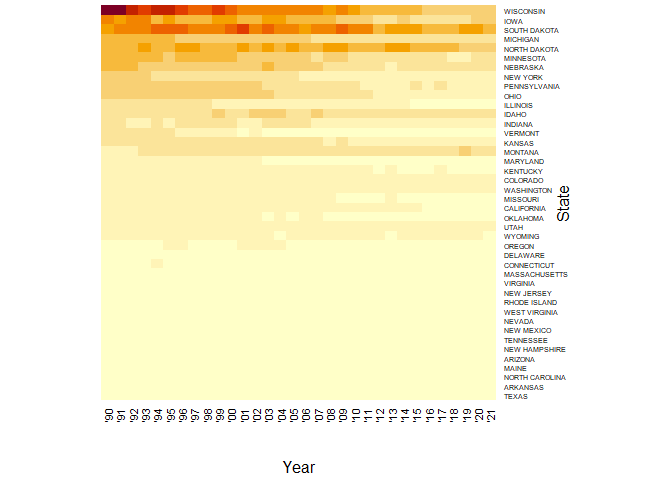 WISCONSIN
IOWA
SOUTH DAKOTA
MICHIGAN
NORTH DAKOTA
MINNESOTA
NEBRASKA
NEW YORK
PENNSYLVANIA
OHIO
ILLINOIS
IDAHO
INDIANA
VERMONT
KANSAS
MONTANA
MARYLAND
KENTUCKY
COLORADO
WASHINGTON
MISSOURI
CALIFORNIA
OKLAHOMA
UTAH
WYOMING
OREGON
DELAWARE
CONNECTICUT
MASSACHUSETTS
VIRGINIA
NEW JERSEY
RHODE ISLAND
WEST VIRGINIA
NEVADA
NEW MEXICO
TENNESSEE
NEW HAMPSHIRE
ARIZONA
MAINE
NORTH CAROLINA
ARKANSAS
TEXAS
State
'90 '91 '92 '93 '94 '95 '96 '97 '98 '99 '00 '01 '02 '03 '04 '05 '06 '07 '08 '09 '10 '11 '12 '13 '14 '15 '16 '17 '18 '19 '20 '21
Year